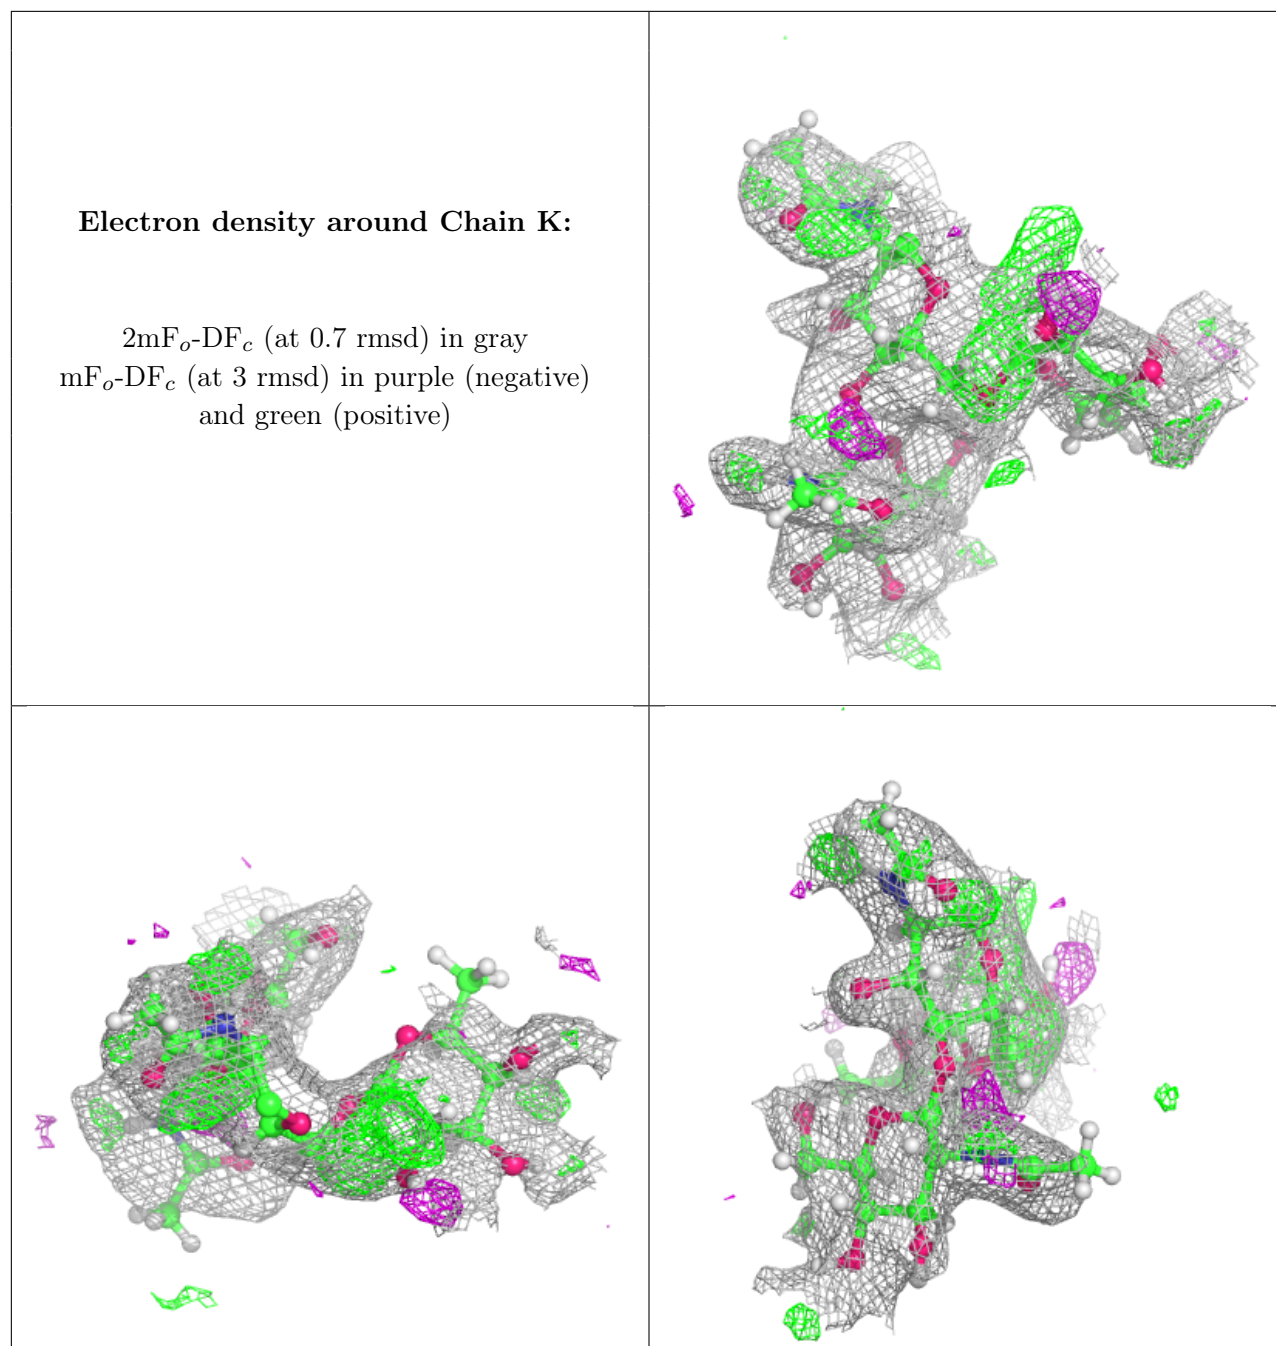 Electron density around Chain K:
2mFₒ-DF𝒸 (at 0.7 rmsd) in gray
mFₒ-DF𝒸 (at 3 rmsd) in purple (negative)
and green (positive)